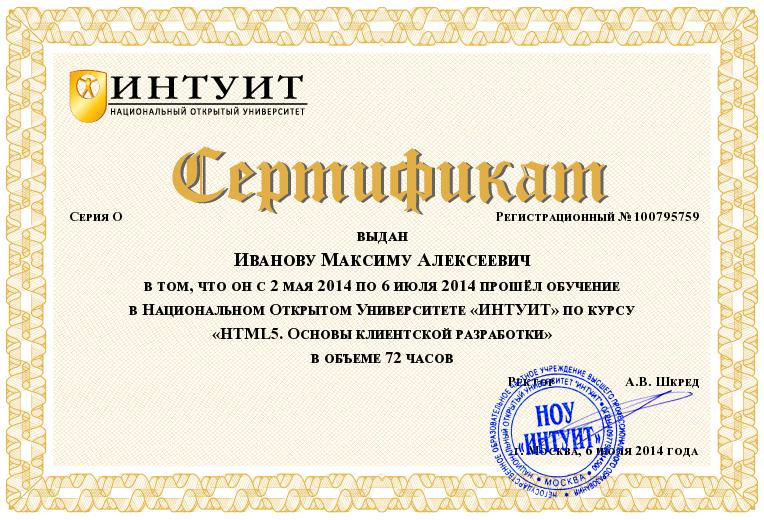 ИНТУИТ
НАЦИОНАЛЬНЫЙ ОТКРЫТЫЙ УНИВЕРСИТЕТ
Сертификат
Серия О Регистрационный № 100795759
выдан
Иванову Максиму Алексеевич
в том, что он с 2 мая 2014 по 6 июля 2014 прошёл обучение
в Национальном Открытом Университете «ИНТУИТ» по курсу
«HTML5. Основы клиентской разработки»
в объеме 72 часов
Ректор А.В. Шкред
НОУ
«ИНТУИТ»
г. Москва, 6 июля 2014 года
* МОСКВА *